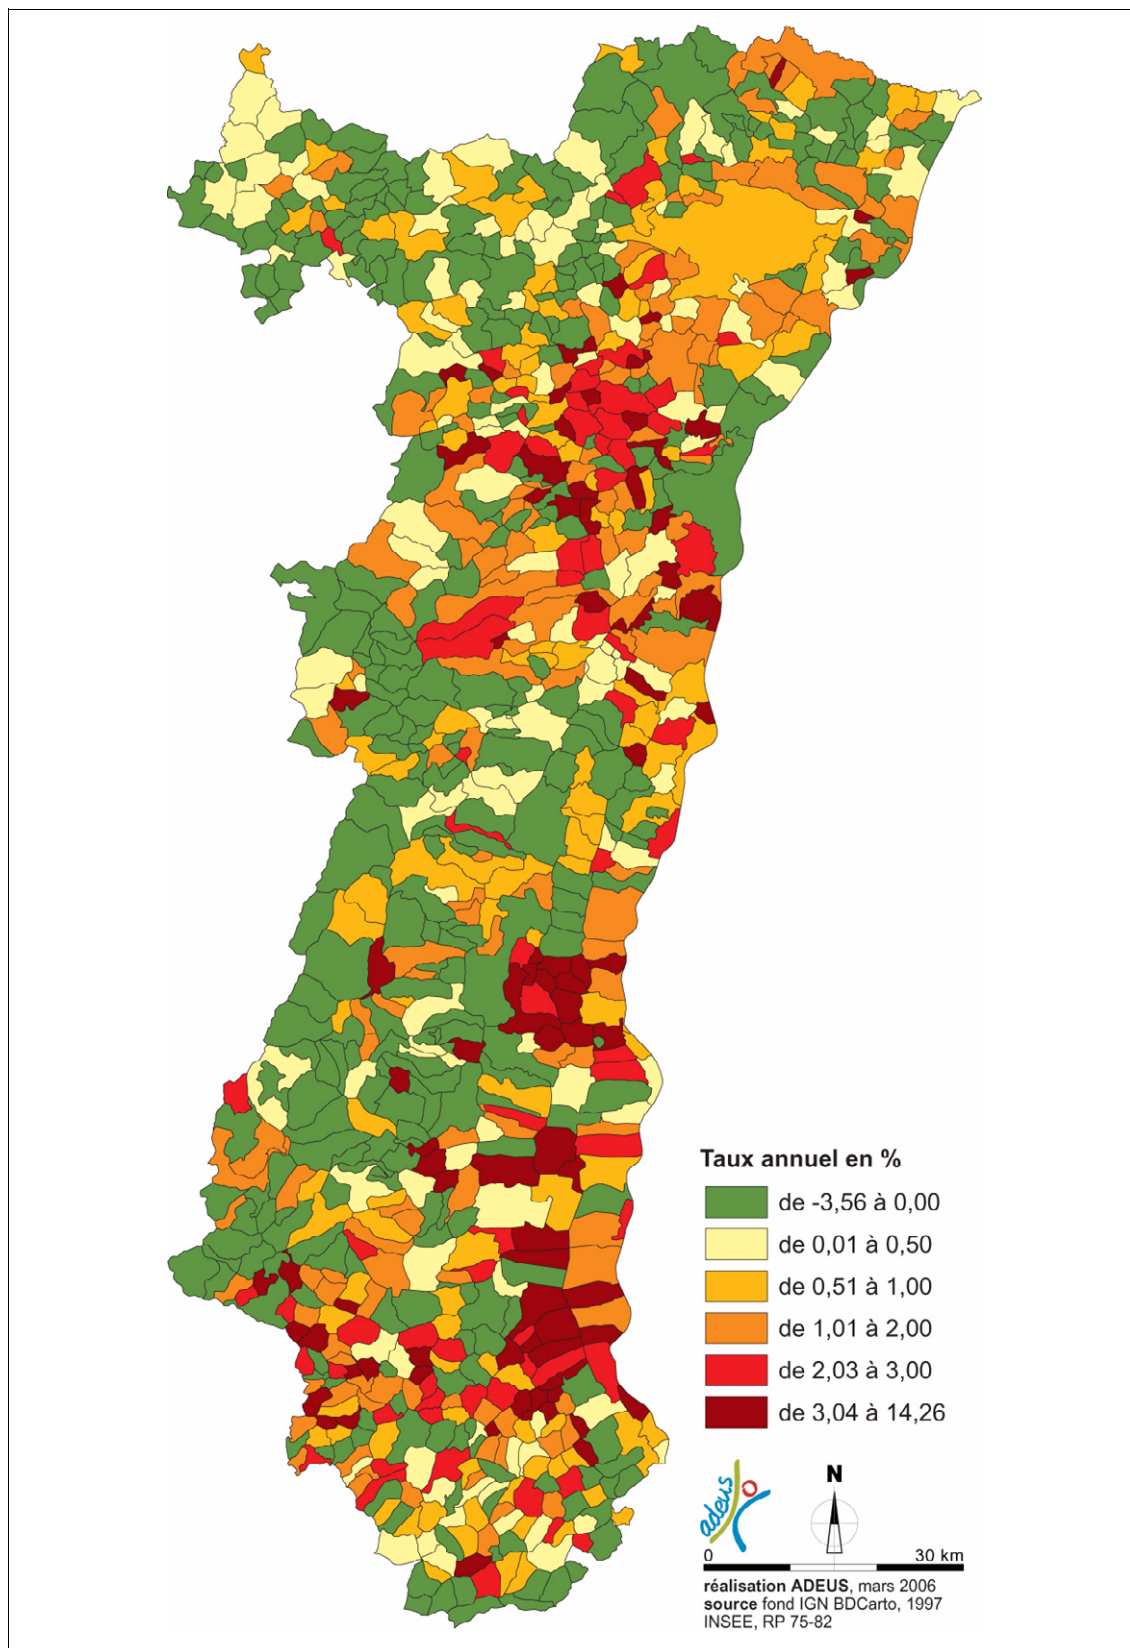 Taux annuel en %
de -3,56 à 0,00
de 0,01 à 0,50
de 0,51 à 1,00
de 1,01 à 2,00
de 2,03 à 3,00
de 3,04 à 14,26
adeus
N
0 30 km
réalisation ADEUS, mars 2006
source fond IGN BDCarto, 1997
INSEE, RP 75-82